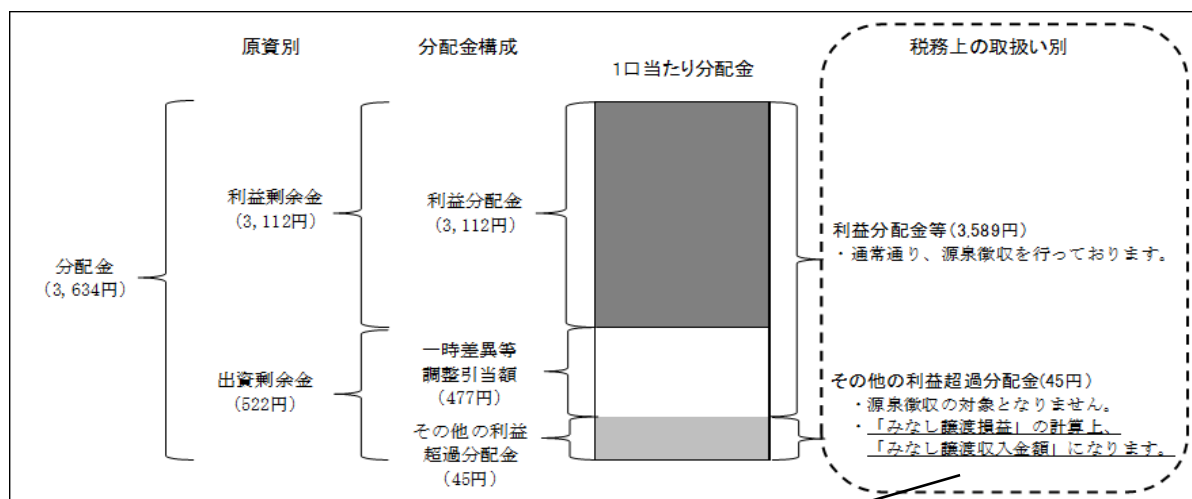 原資別
分配金構成
1口当たり分配金
税務上の取扱い別
分配金
(3,634円)
利益剰余金
(3,112円)
出資剰余金
(522円)
利益分配金
(3,112円)
一時差異等
調整引当額
(477円)
その他の利益
超過分配金
(45円)
利益分配金等(3,589円)
・通常通り、源泉徴収を行っております。
その他の利益超過分配金(45円)
・源泉徴収の対象となりません。
・「みなし譲渡損益」の計算上、
「みなし譲渡収入金額」になります。